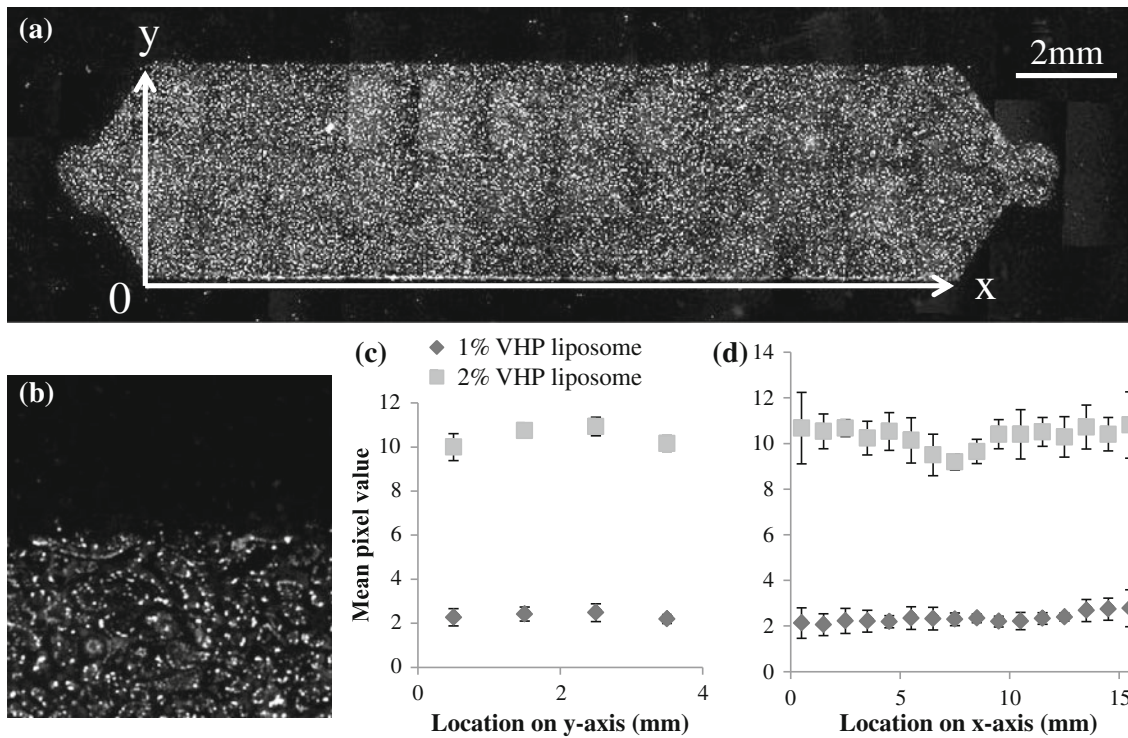 (a)
y
2mm
0
x
(b)
(c)
1% VHP liposome
2% VHP liposome
(d)
Mean pixel value
12
10
8
6
4
2
0
0
2
4
Location on y-axis (mm)
14
12
10
8
6
4
2
0
0
5
10
15
Location on x-axis (mm)